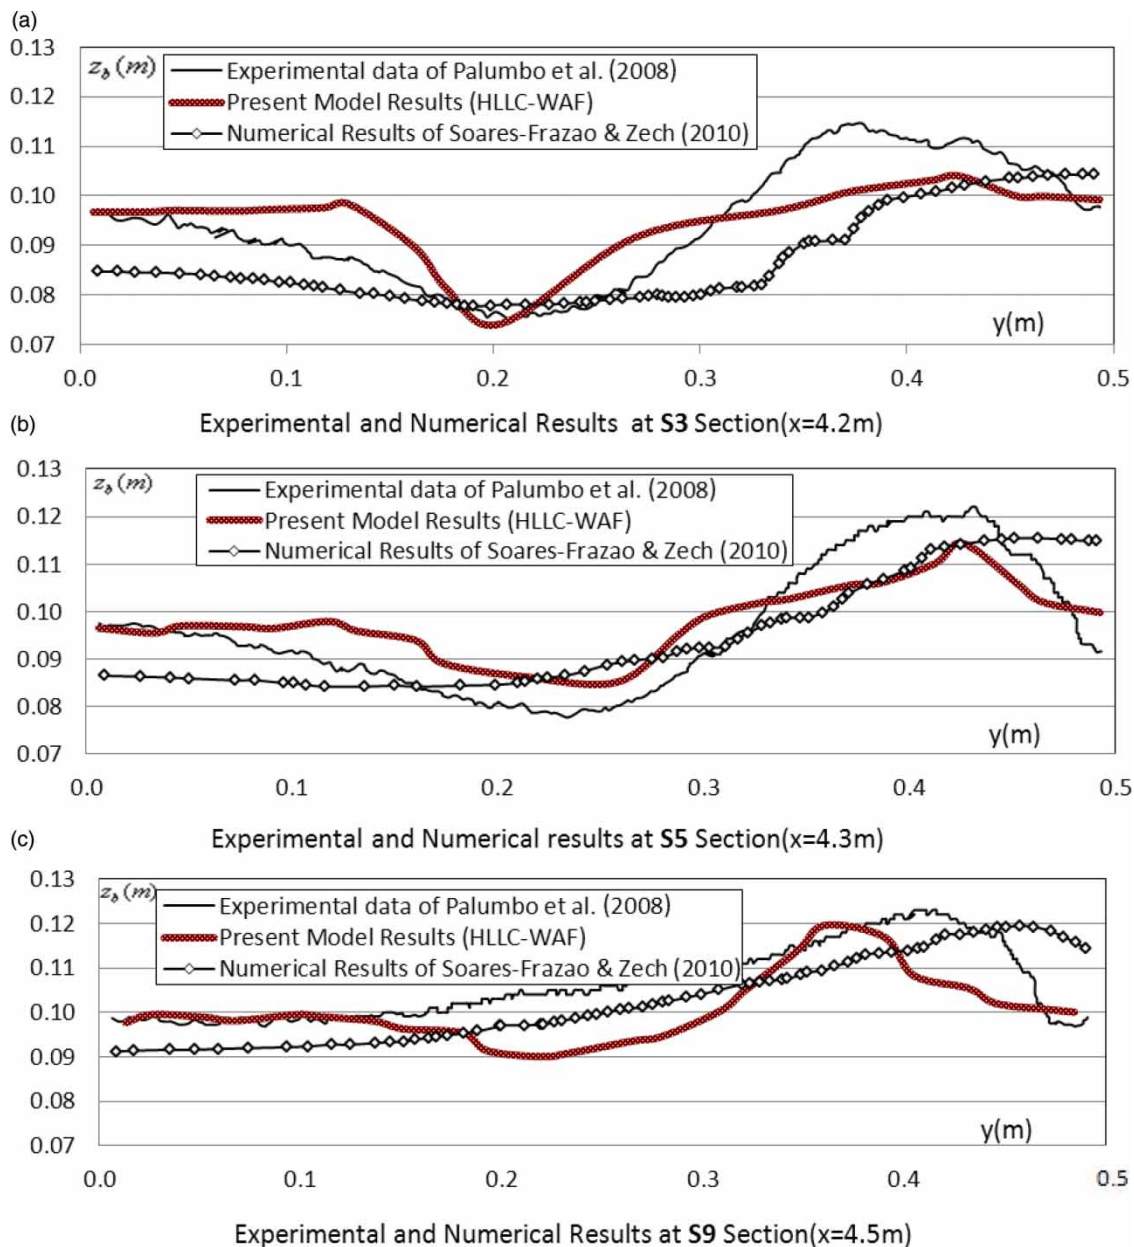 (a)
0.13
z_b (m)
Experimental data of Palumbo et al. (2008)
0.12
Present Model Results (HLLC-WAF)
Numerical Results of Soares-Frazao & Zech (2010)
0.11
0.10
0.09
0.08
y(m)
0.07
0.0 0.1 0.2 0.3 0.4 0.5
Experimental and Numerical Results at S3 Section(x=4.2m)
(b)
0.13
z_b (m)
Experimental data of Palumbo et al. (2008)
0.12
Present Model Results (HLLC-WAF)
Numerical Results of Soares-Frazao & Zech (2010)
0.11
0.10
0.09
0.08
y(m)
0.07
0.0 0.1 0.2 0.3 0.4 0.5
Experimental and Numerical results at S5 Section(x=4.3m)
(c)
0.13
z_b (m)
Experimental data of Palumbo et al. (2008)
0.12
Present Model Results (HLLC-WAF)
Numerical Results of Soares-Frazao & Zech (2010)
0.11
0.10
0.09
0.08
y(m)
0.07
0.0 0.1 0.2 0.3 0.4 0.5
Experimental and Numerical Results at S9 Section(x=4.5m)